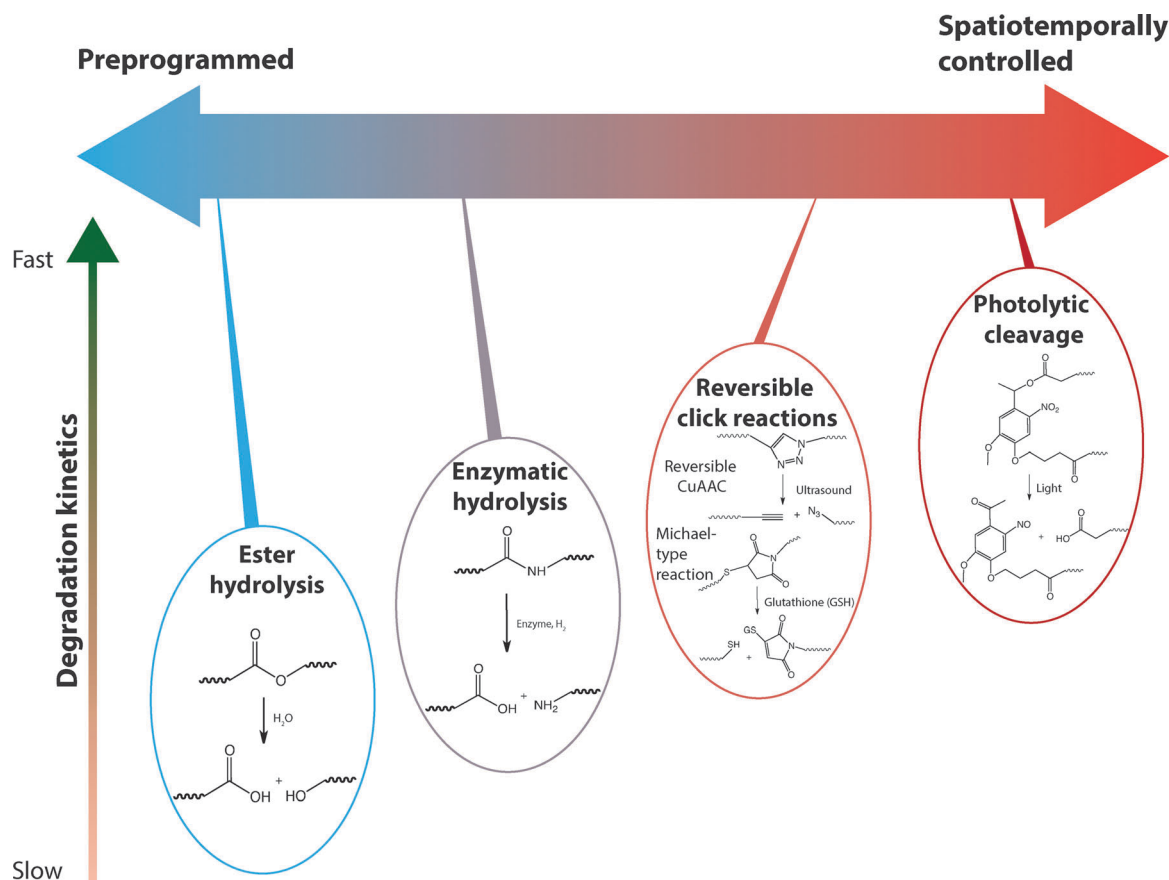 Preprogrammed
Spatiotemporally
controlled
Fast
Degradation kinetics
Slow
Ester
hydrolysis
O
O
H₂O
O
OH
+
HO
Enzymatic
hydrolysis
O
NH
Enzyme, H₂
O
OH
+
NH₂
Reversible
click reactions
N
N=N
Reversible
CuAAC
Ultrasound
+
N₃
Michael-
type
reaction
O
N
S
O
Glutathione (GSH)
SH
+
GS
O
N
O
Photolytic
cleavage
O
O
NO₂
O
O
O
Light
O
NO
+
O
HO
O
O
O